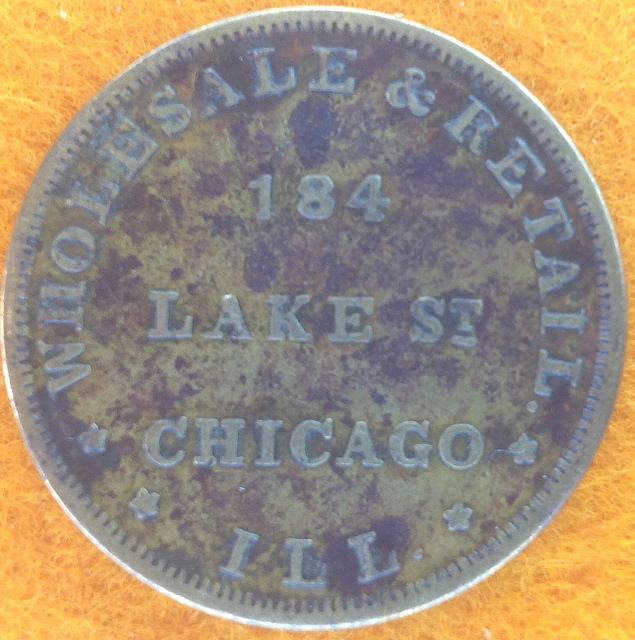 WHOLESALE & RETAIL.
184
LAKE ST.
CHICAGO
ILL.